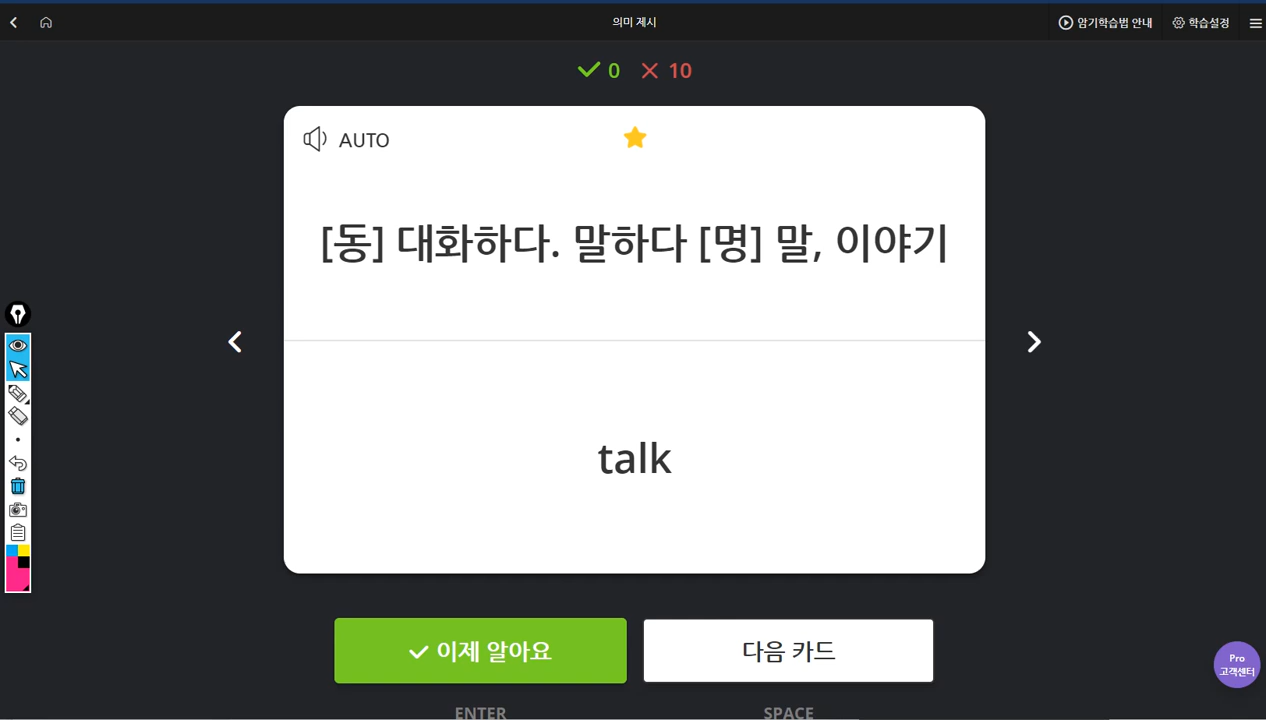 의미 제시
암기학습법 안내
학습설정
0
10
AUTO
[동] 대화하다. 말하다 [명] 말, 이야기
talk
이제 알아요
다음 카드
ENTER
SPACE
Pro
고객센터